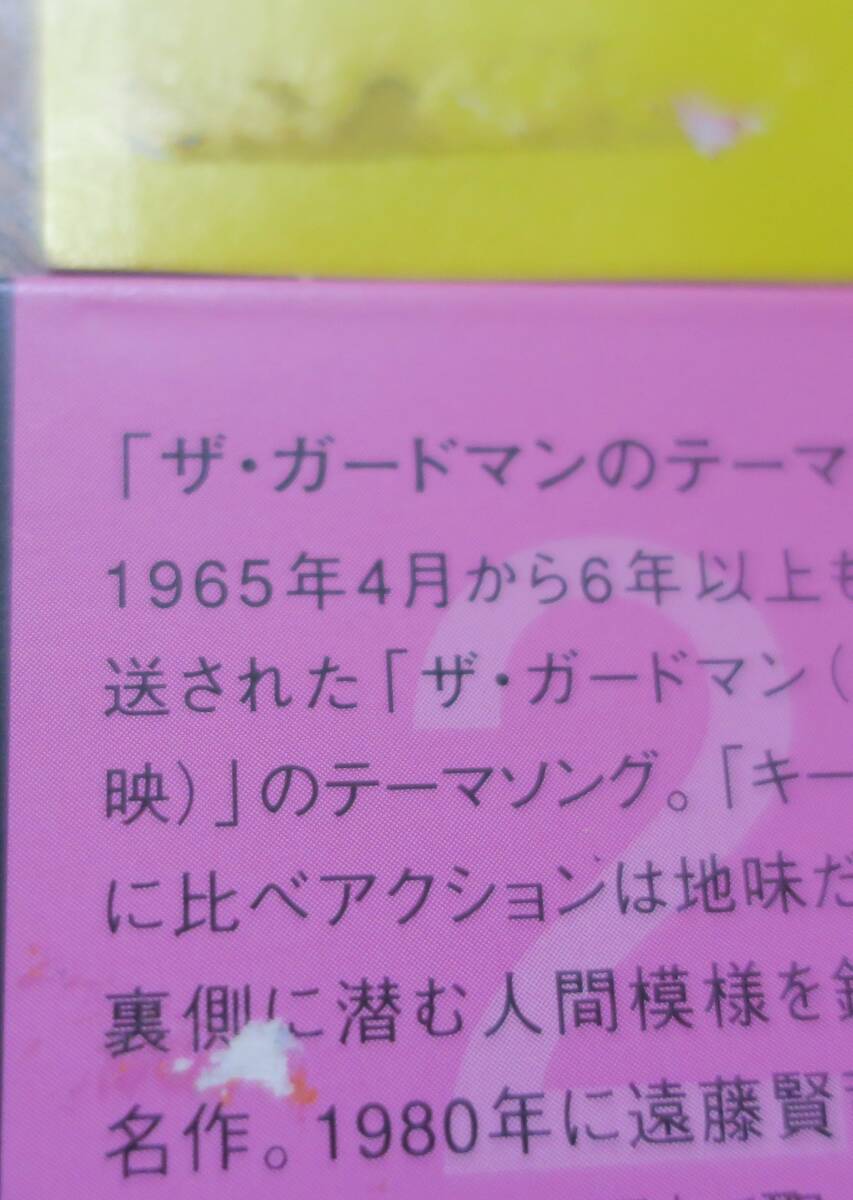 「ザ・ガードマンのテーマ
1965年4月から6年以上も
送された「ザ・ガードマン（
映）」のテーマソング。「キー
に比べアクションは地味だ
裏側に潜む人間模様を
名作。1980年に遠藤賢
2